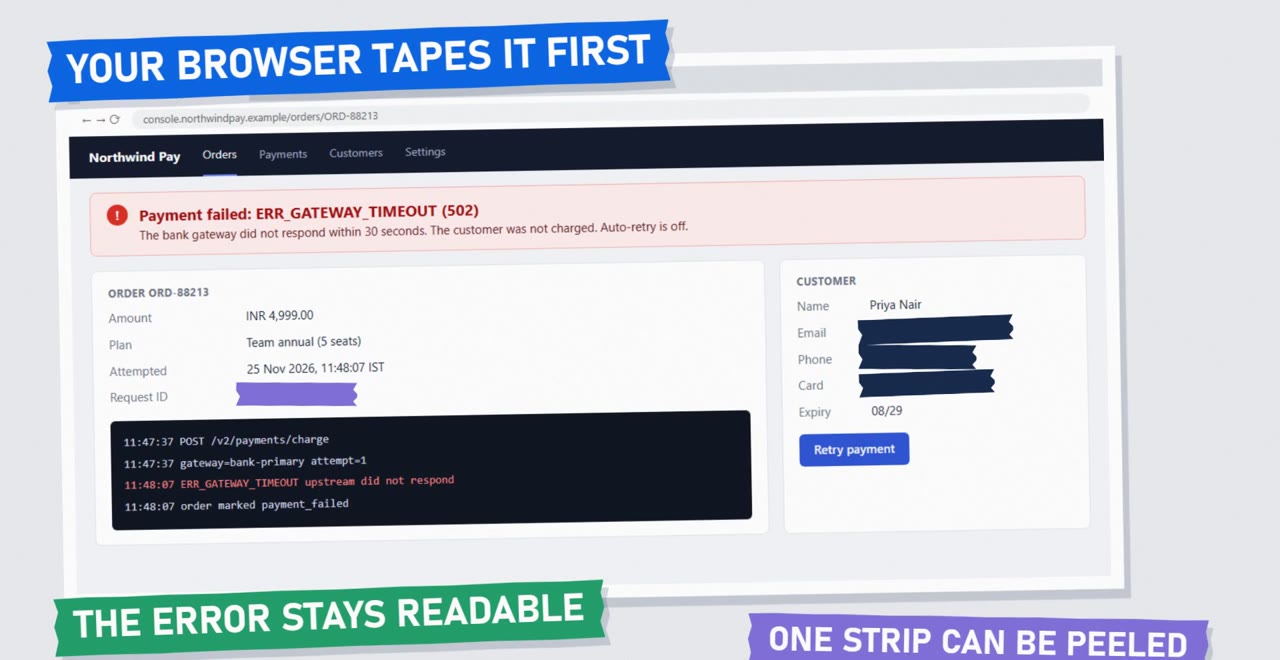 YOUR BROWSER TAPES IT FIRST
console.northwindpay.example/orders/ORD-88213
Northwind Pay Orders Payments Customers Settings
! Payment failed: ERR_GATEWAY_TIMEOUT (502)
The bank gateway did not respond within 30 seconds. The customer was not charged. Auto-retry is off.
ORDER ORD-88213
Amount INR 4,999.00
Plan Team annual (5 seats)
Attempted 25 Nov 2026, 11:48:07 IST
Request ID
11:47:37 POST /v2/payments/charge
11:47:37 gateway=bank-primary attempt=1
11:48:07 ERR_GATEWAY_TIMEOUT upstream did not respond
11:48:07 order marked payment_failed
CUSTOMER
Name Priya Nair
Email
Phone
Card
Expiry 08/29
Retry payment
THE ERROR STAYS READABLE
ONE STRIP CAN BE PEELED